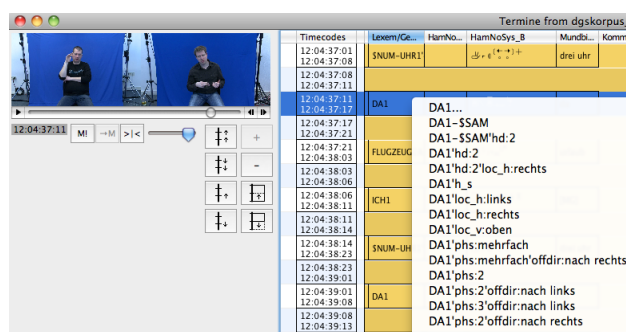 Termine from dgskorpus
Timecodes Lexem/Ge... HamNo... HamNoSys_B Mundbi... Komm
12:04:37:01
12:04:37:08
$NUM-UHR1' drei uhr
12:04:37:08
12:04:37:11
12:04:37:11
12:04:37:17
DA1
12:04:37:17
12:04:37:21
12:04:37:21
12:04:38:03
FLUGZEUG
12:04:38:03
12:04:38:06
12:04:38:06
12:04:38:11
ICH1
12:04:38:11
12:04:38:14
12:04:38:14
12:04:38:23
$NUM-UH
12:04:38:23
12:04:39:01
12:04:39:01
12:04:39:08
DA1
12:04:39:08
12:04:39:13
DA1...
DA1-$SAM
DA1-$SAM'hd:2
DA1'hd:2
DA1'hd:2'loc_h:rechts
DA1'h_s
DA1'loc_h:links
DA1'loc_h:rechts
DA1'loc_v:oben
DA1'phs:mehrfach
DA1'phs:mehrfach'offdir:nach rechts
DA1'phs:2
DA1'phs:2'offdir:nach links
DA1'phs:3'offdir:nach links
DA1'phs:2'offdir:nach rechts
12:04:37:11 M! →M >|<